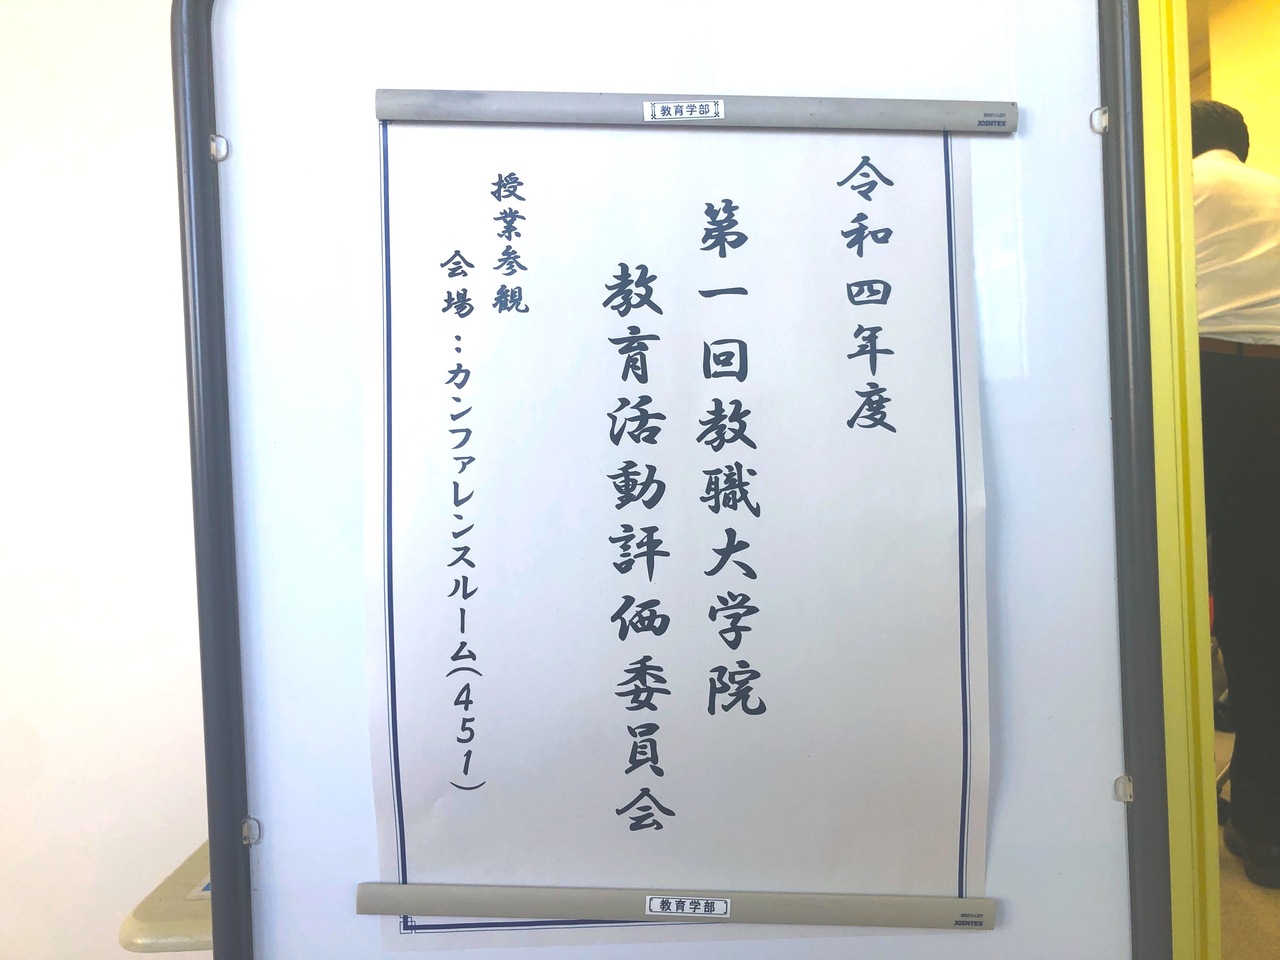 教育学部
JOINTEX
令和四年度
第一回教職大学院
教育活動評価委員会
授業参観
会場：カンファレンスルーム(451)
教育学部
JOINTEX